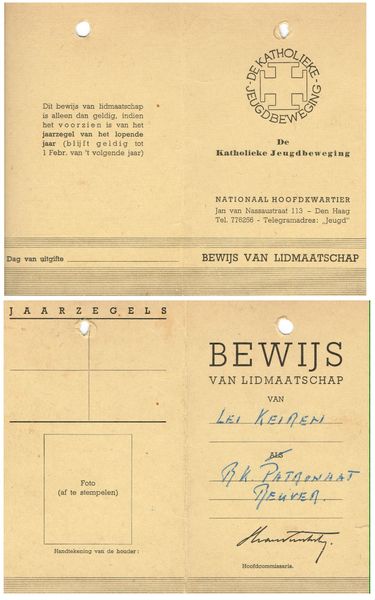 Dit bewijs van lidmaatschap
is alleen dan geldig, indien
het voorzien is van het
jaarzegel van het lopende
jaar (blijft geldig tot
1 Febr. van 't volgende jaar)
Dag van uitgifte
DE KATHOLIEKE
JEUGDBEWEGING
De
Katholieke Jeugdbeweging
NATIONAAL HOOFDKWARTIER
Jan van Nassaustraat 113 - Den Haag
Tel. 776256 - Telegramadres: „Jeugd"
BEWIJS VAN LIDMAATSCHAP
JAARZEGELS
Foto
(af te stempelen)
Handtekening van de houder:
BEWIJS
VAN LIDMAATSCHAP
VAN
LEI KEIREN
ALS
R.K. PATRONAAT
REUVER.
Hoofdcommissaris.